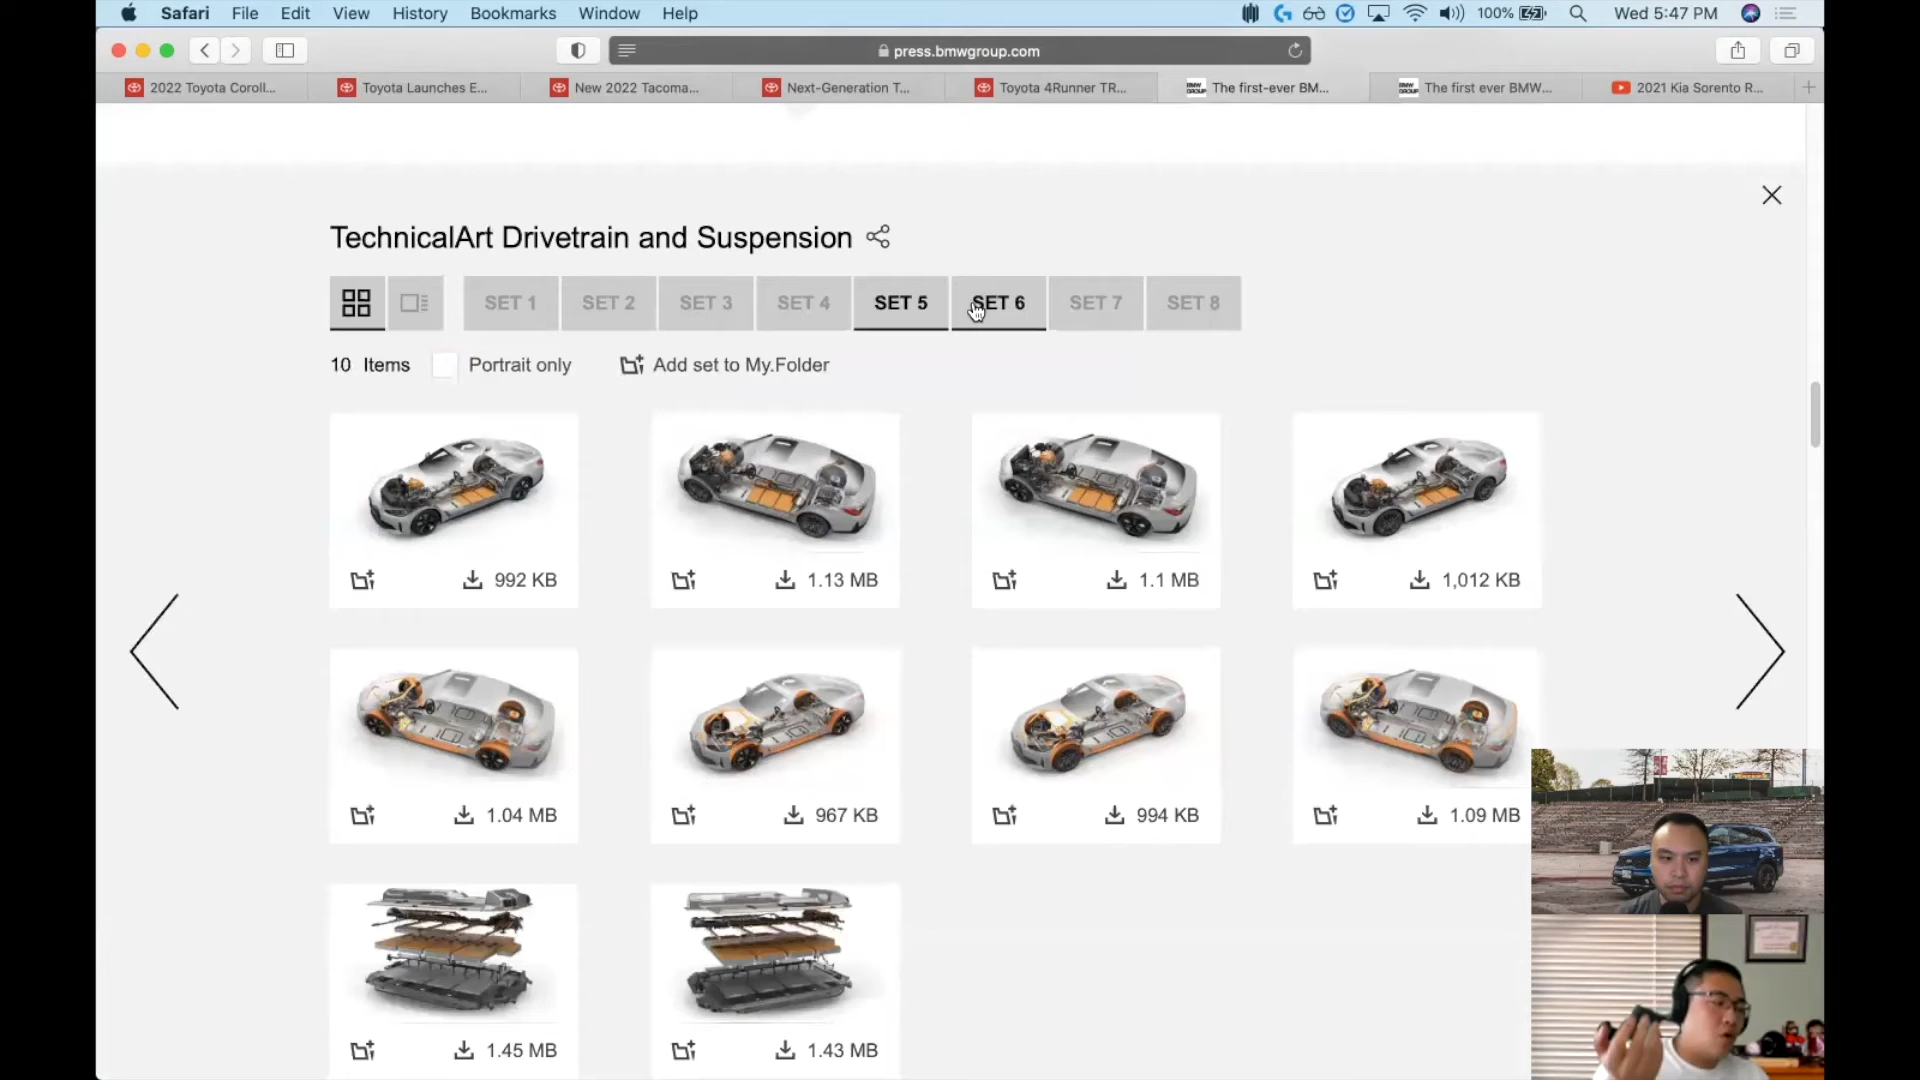 Safari File Edit View History Bookmarks Window Help 100% Wed 5:47 PM
press.bmwgroup.com
2022 Toyota Coroll... Toyota Launches E... New 2022 Tacoma... Next-Generation T... Toyota 4Runner TR... The first-ever BM... The first ever BMW... 2021 Kia Sorento R...
TechnicalArt Drivetrain and Suspension
SET 1 SET 2 SET 3 SET 4 SET 5 SET 6 SET 7 SET 8
10 Items Portrait only Add set to My.Folder
992 KB 1.13 MB 1.1 MB 1,012 KB
1.04 MB 967 KB 994 KB 1.09 MB
1.45 MB 1.43 MB